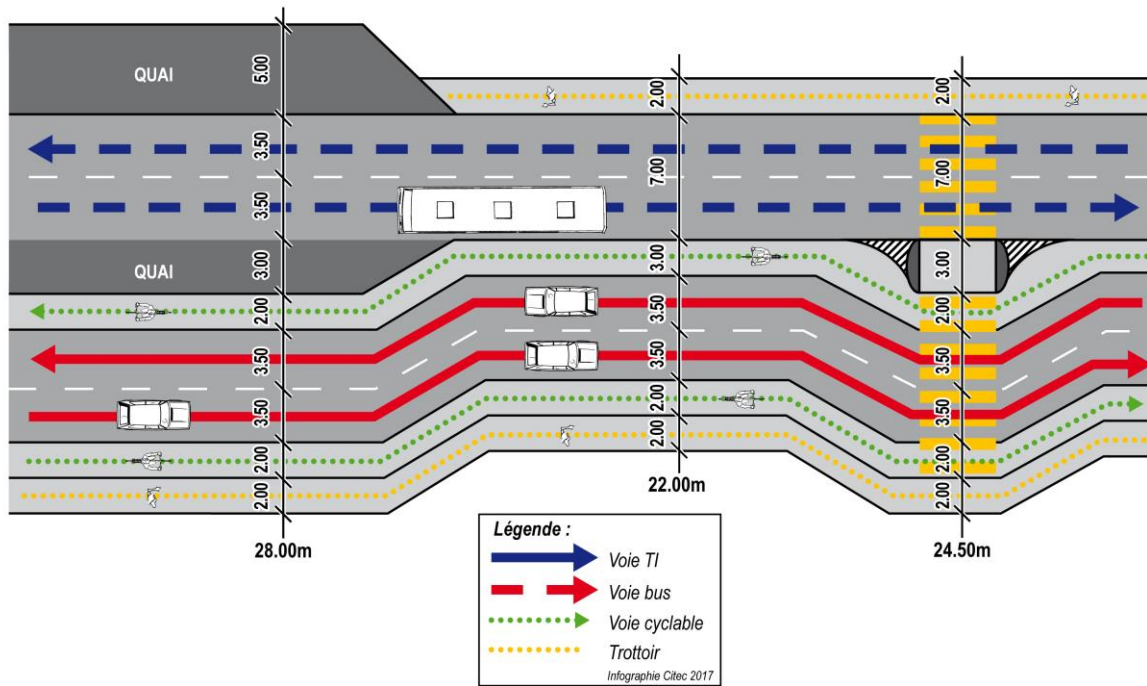 QUAI
5.00
3.50
3.50
QUAI
3.00
2.00
3.50
3.50
2.00
2.00
28.00m
2.00
7.00
3.00
3.50
3.50
2.00
2.00
22.00m
2.00
7.00
3.00
2.00
3.50
3.50
2.00
2.00
24.50m
Légende :
Voie TI
Voie bus
Voie cyclable
Trottoir
Infographie Citec 2017